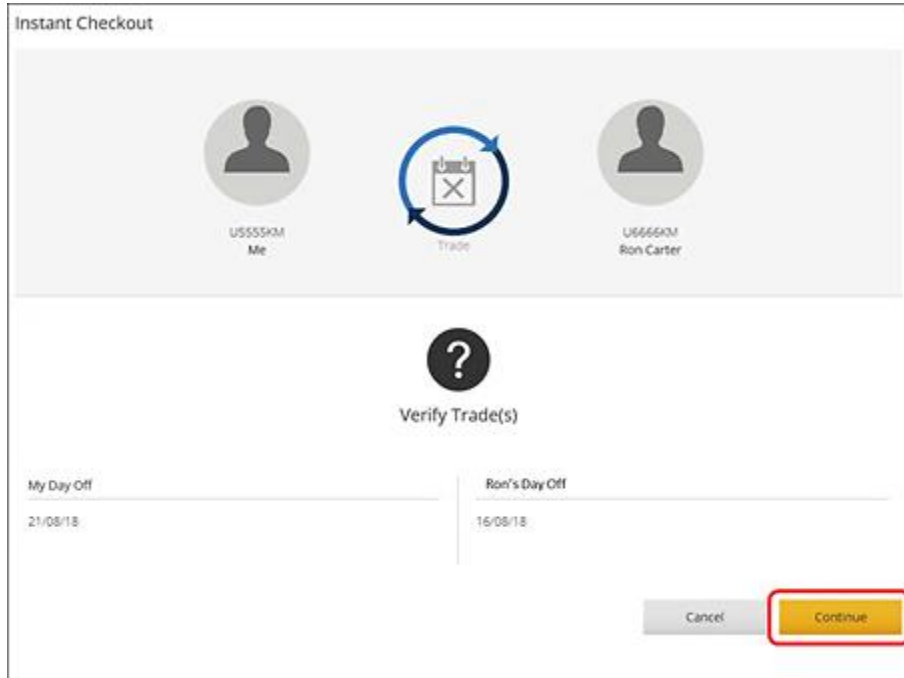 Instant Checkout
U5555KM
Me
Trade
U6666KM
Ron Carter
?
Verify Trade(s)
My Day Off
Ron's Day Off
21/08/18
16/08/18
Cancel
Continue